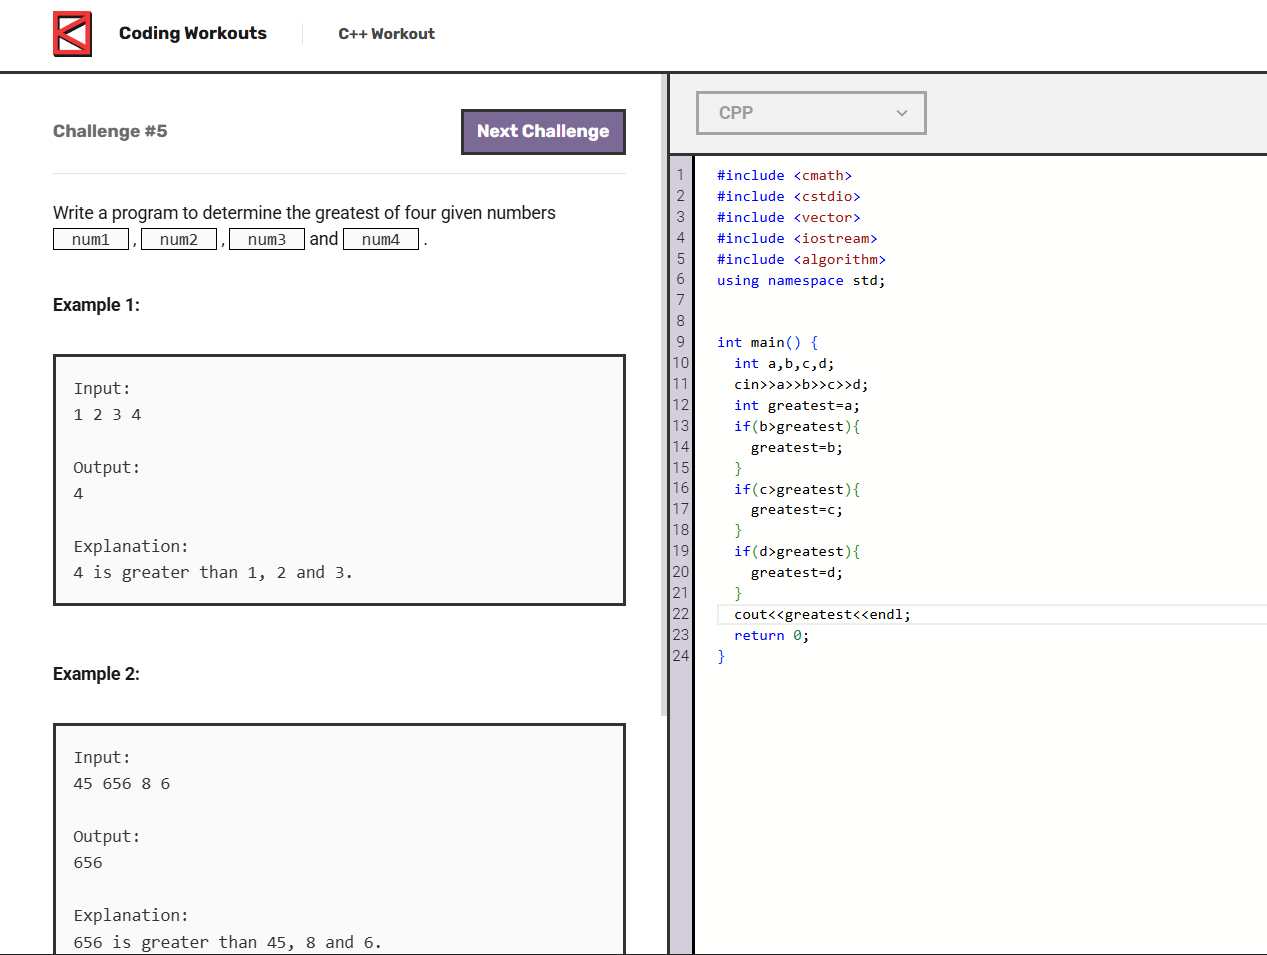 Coding Workouts
C++ Workout
Challenge #5
Next Challenge
Write a program to determine the greatest of four given numbers
num1 , num2 , num3 and num4 .
Example 1:
Input:
1 2 3 4
Output:
4
Explanation:
4 is greater than 1, 2 and 3.
Example 2:
Input:
45 656 8 6
Output:
656
Explanation:
656 is greater than 45, 8 and 6.
CPP
1 #include <cmath>
2 #include <cstdio>
3 #include <vector>
4 #include <iostream>
5 #include <algorithm>
6 using namespace std;
7
8
9 int main() {
10   int a,b,c,d;
11   cin>>a>>b>>c>>d;
12   int greatest=a;
13   if(b>greatest){
14     greatest=b;
15   }
16   if(c>greatest){
17     greatest=c;
18   }
19   if(d>greatest){
20     greatest=d;
21   }
22   cout<<greatest<<endl;
23   return 0;
24 }